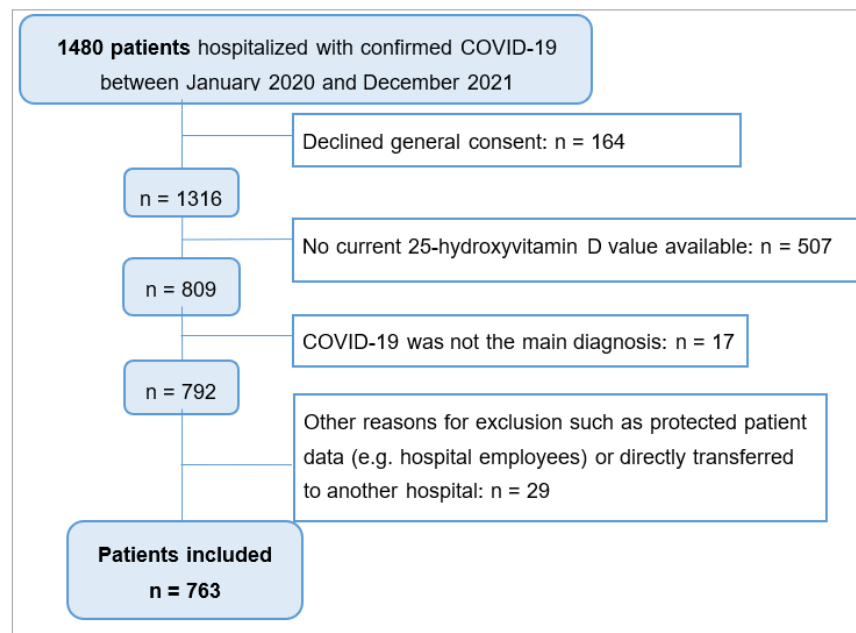 1480 patients hospitalized with confirmed COVID-19
between January 2020 and December 2021
Declined general consent: n = 164
n = 1316
No current 25-hydroxyvitamin D value available: n = 507
n = 809
COVID-19 was not the main diagnosis: n = 17
n = 792
Other reasons for exclusion such as protected patient
data (e.g. hospital employees) or directly transferred
to another hospital: n = 29
Patients included
n = 763